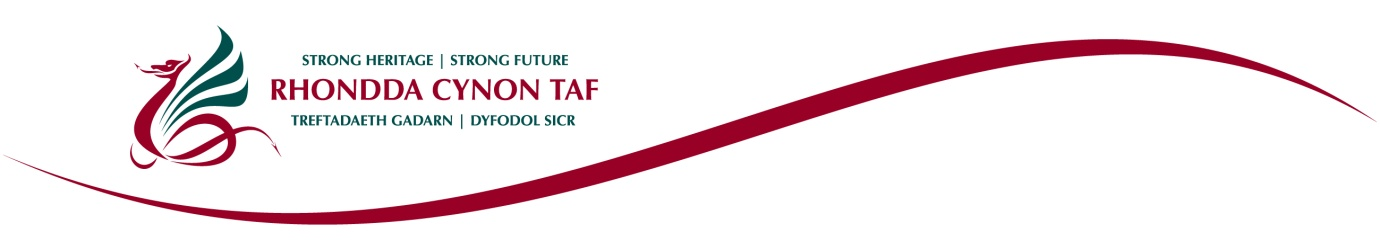 STRONG HERITAGE | STRONG FUTURE
RHONDDA CYNON TAF
TREFTADAETH GADARN | DYFODOL SICR